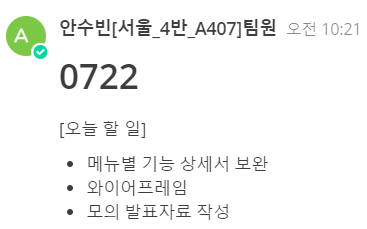 A
안수빈[서울_4반_A407]팀원 오전 10:21
0722
[오늘 할 일]
• 메뉴별 기능 상세서 보완
• 와이어프레임
• 모의 발표자료 작성